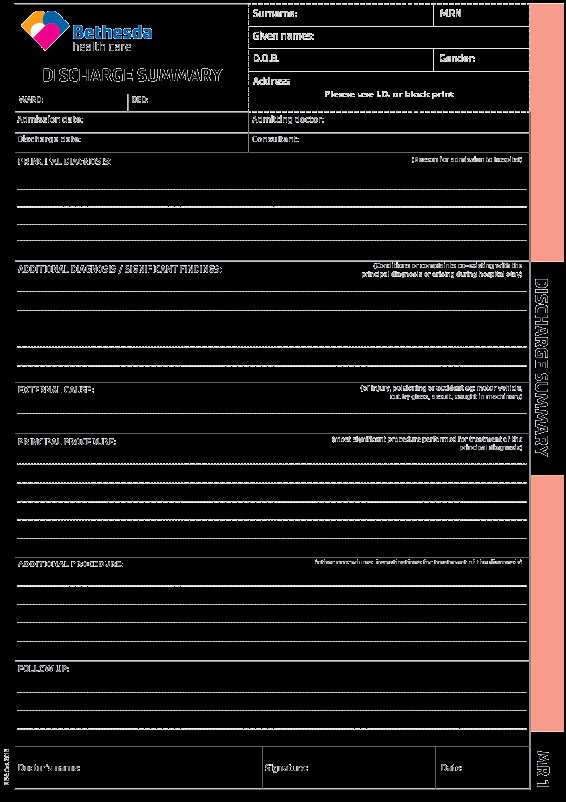 Bethesda
health care
DISCHARGE SUMMARY
WARD:
BED:
Surname:
MRN
Given names:
D.O.B.
Gender:
Address:
Please use I.D. or block print
Admission date:
Admitting doctor:
Discharge date:
Consultant:
PRINCIPAL DIAGNOSIS:
(Reason for admission to hospital)
ADDITIONAL DIAGNOSIS / SIGNIFICANT FINDINGS:
(Conditions or complaints co-existing with the
principal diagnosis or arising during hospital stay)
EXTERNAL CAUSE:
(of injury, poisoning or accident eg: motor vehicle,
cut by glass, assault, caught in machinery)
PRINCIPAL PROCEDURE:
(most significant procedure performed for treatment of the
principal diagnosis)
ADDITIONAL PROCEDURE:
(other procedures, investigations for treatment of the diagnosis)
FOLLOW UP:
Doctor's name:
Signature:
Date:
DISCHARGE SUMMARY
MR 1